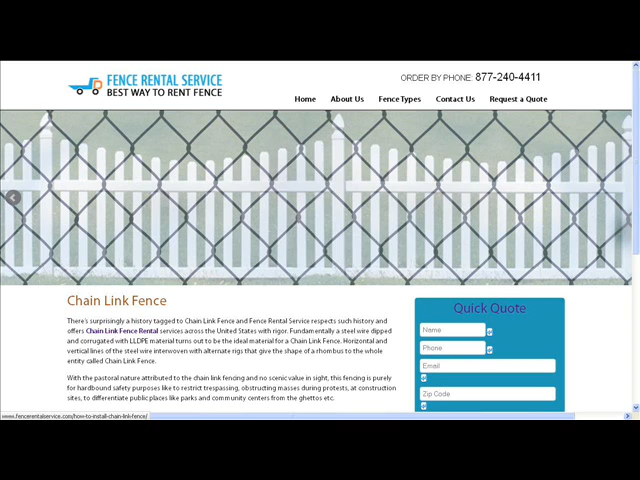 FENCE RENTAL SERVICE
BEST WAY TO RENT FENCE
ORDER BY PHONE: 877-240-4411
Home About Us Fence Types Contact Us Request a Quote
Chain Link Fence
There's surprisingly a history tagged to Chain Link Fence and Fence Rental Service respects such history and
offers Chain Link Fence Rental services across the United States with rigor. Fundamentally a steel wire dipped
and corrugated with LLDPE material turns out to be the ideal material for a Chain Link Fence. Horizontal and
vertical lines of the steel wire interwoven with alternate rigs that give the shape of a rhombus to the whole
entity called Chain Link Fence.
With the pastoral nature attributed to the chain link fencing and no scenic value in sight, this fencing is purely
for hardbound safety purposes like to restrict trespassing, obstructing masses during protests, at construction
sites, to differentiate public places like parks and community centers from the ghettos etc.
Quick Quote
Name
Phone
Email
Zip Code
www.fencerentalservice.com/how-to-install-chain-link-fence/